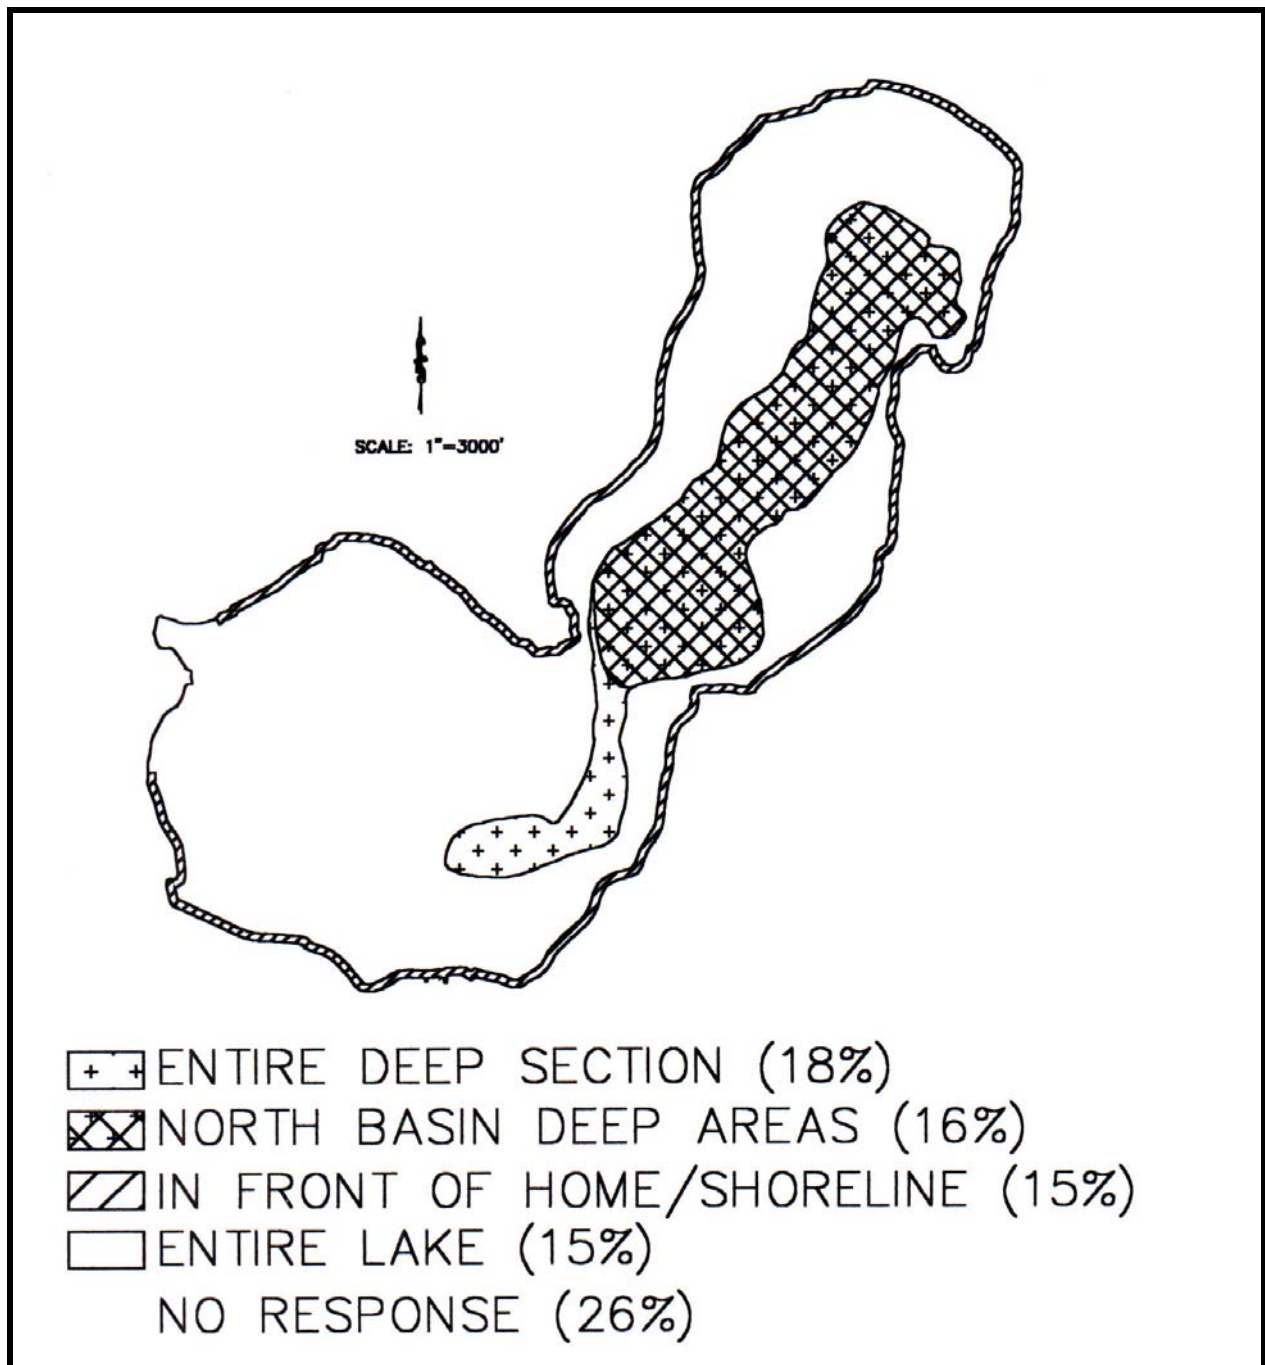 SCALE: 1"=3000'
ENTIRE DEEP SECTION (18%)
NORTH BASIN DEEP AREAS (16%)
IN FRONT OF HOME/SHORELINE (15%)
ENTIRE LAKE (15%)
NO RESPONSE (26%)